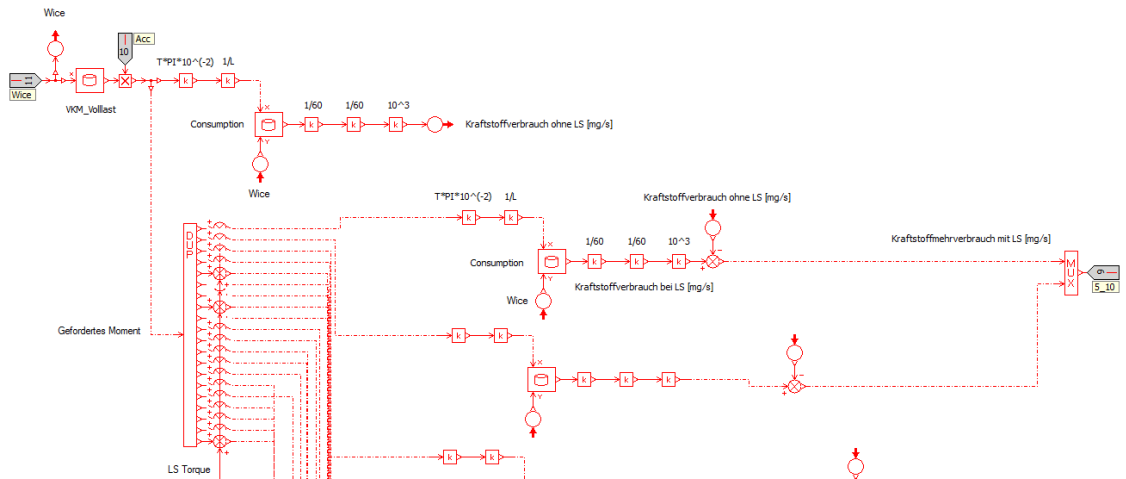 Wice
Acc
10
T*PI*10^(-2)
1/L
11
x
Wice
VKM_Volllast
Consumption
X
Y
1/60
1/60
10^3
k
k
k
k
k
Kraftstoffverbrauch ohne LS [mg/s]
Wice
T*PI*10^(-2)
1/L
Kraftstoffverbrauch ohne LS [mg/s]
k
k
DUP
1/60
1/60
10^3
Kraftstoffmehrverbrauch mit LS [mg/s]
Consumption
X
Y
k
k
k
MUX
9
5_10
Kraftstoffverbrauch bei LS [mg/s]
Wice
Gefordertes Moment
k
k
X
Y
k
k
k
LS Torque
k
k